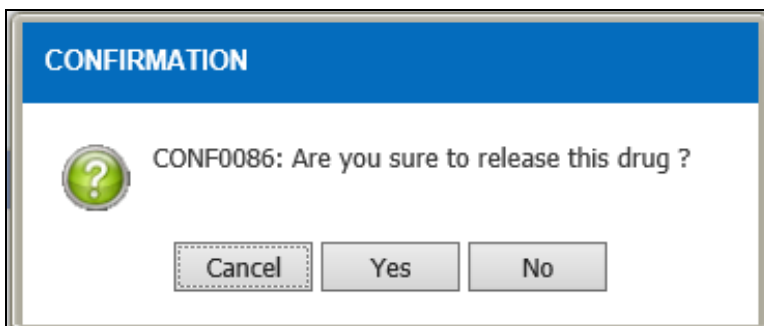 CONFIRMATION
CONF0086: Are you sure to release this drug ?
Cancel Yes No